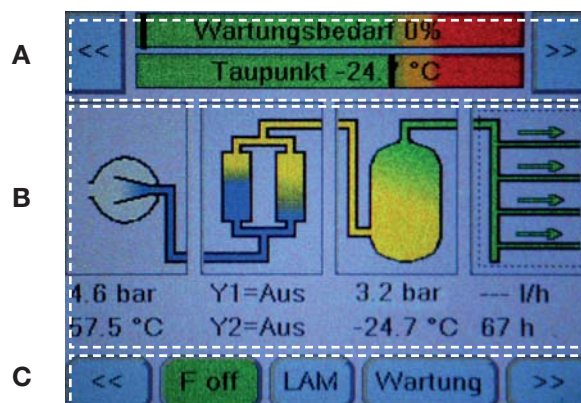 A
<< Wartungsbedarf 0% >>
Taupunkt -24.7 °C
B
4.6 bar Y1=Aus 3.2 bar --- l/h
57.5 °C Y2=Aus -24.7 °C 67 h
C
<< F off LAM Wartung >>